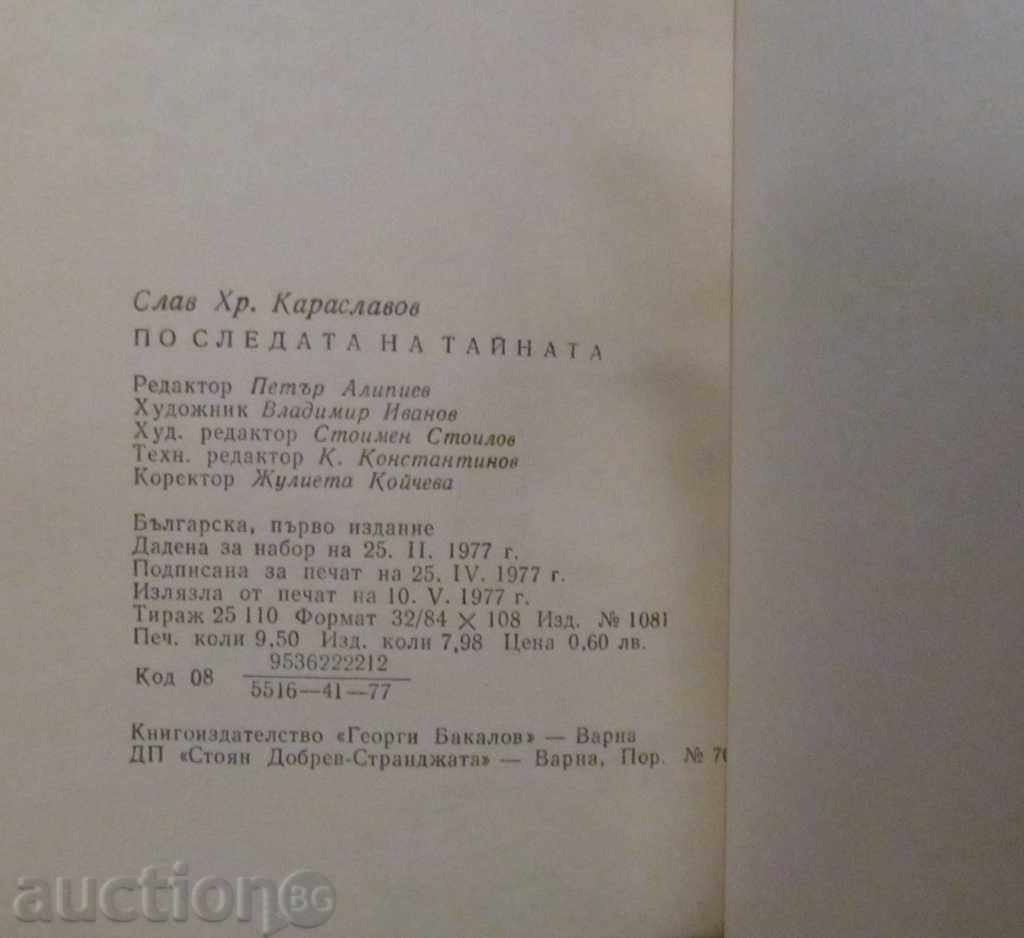 Слав Хр. Караславов
ПО СЛЕДАТА НА ТАЙНАТА
Редактор Петър Алипиев
Художник Владимир Иванов
Худ. редактор Стоимен Стоилов
Техн. редактор К. Константинов
Коректор Жулиета Койчева
Българска, първо издание
Дадена за набор на 25. II. 1977 г.
Подписана за печат на 25. IV. 1977 г.
Излязла от печат на 10. V. 1977 г.
Тираж 25 110 Формат 32/84 × 108 Изд. № 1081
Печ. коли 9,50 Изд. коли 7,98 Цена 0,60 лв.
Код 08 9536222212
5516—41—77
Книгоиздателство «Георги Бакалов» — Варна
ДП «Стоян Добрев-Странджата» — Варна, Пор. №
auction BG